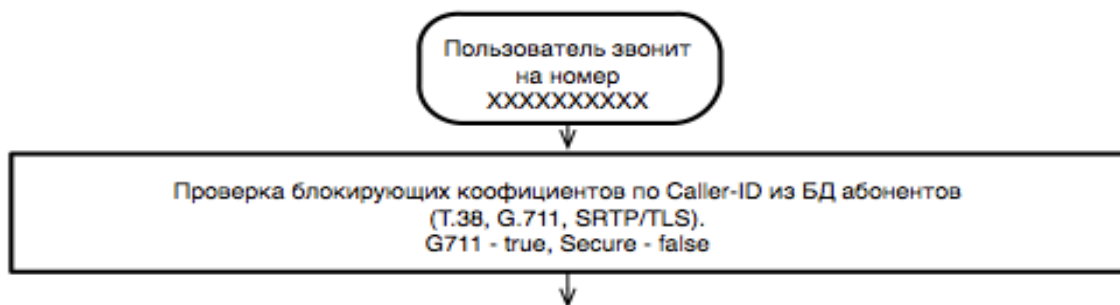 Пользователь звонит
на номер
XXXXXXXXXX
Проверка блокирующих коофициентов по Caller-ID из БД абонентов
(T.38, G.711, SRTP/TLS).
G711 - true, Secure - false